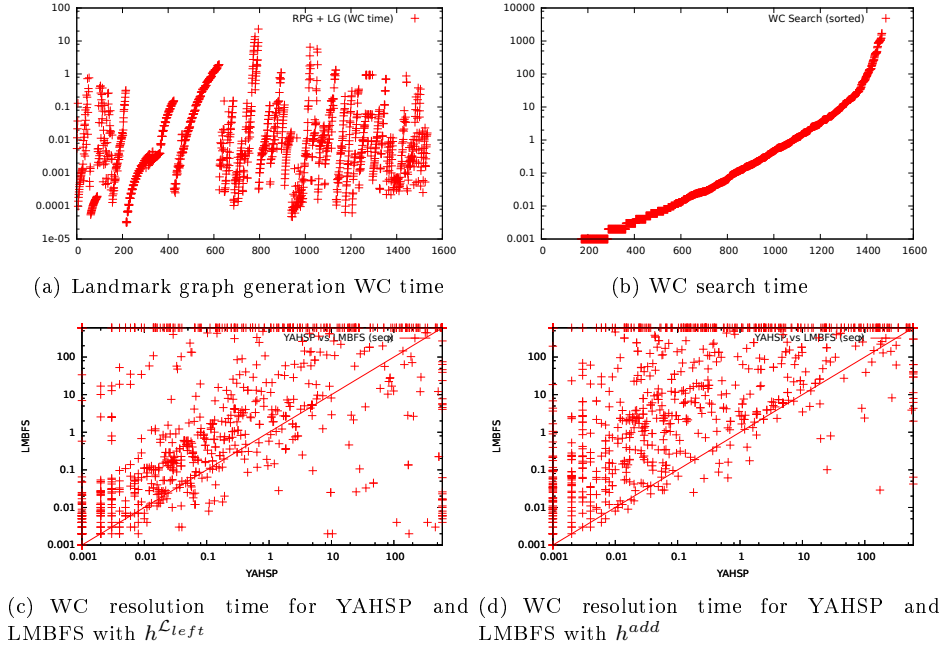 RPG + LG (WC time)
100
10
1
0.1
0.01
0.001
0.0001
1e-05
0 200 400 600 800 1000 1200 1400 1600
(a) Landmark graph generation WC time
WC Search (sorted)
10000
1000
100
10
1
0.1
0.01
0.001
0 200 400 600 800 1000 1200 1400 1600
(b) WC search time
YAHSP vs LMBFS (seq)
100
10
1
0.1
0.01
0.001
LMBFS
0.001 0.01 0.1 1 10 100
YAHSP
(c) WC resolution time for YAHSP and
LMBFS with h^{ℒ_{left}}
YAHSP vs LMBFS (seq)
100
10
1
0.1
0.01
0.001
LMBFS
0.001 0.01 0.1 1 10 100
YAHSP
(d) WC resolution time for YAHSP and
LMBFS with h^{add}